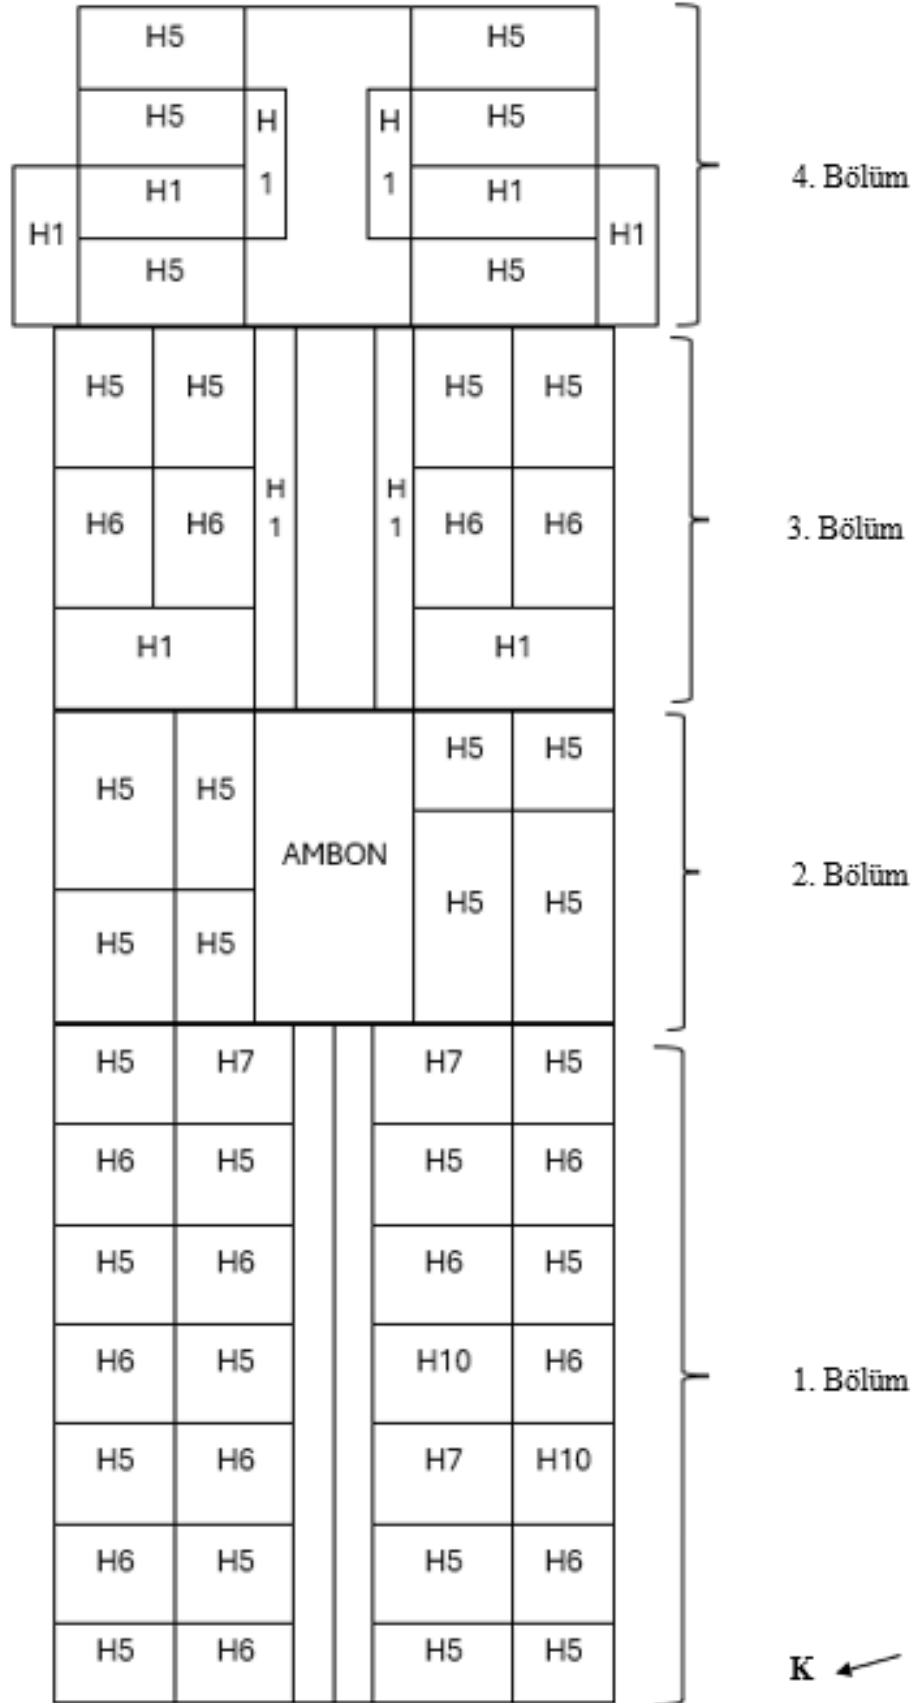 H5 H5
H5 H H5
H
1 1
H1 H1
4. Bölüm
H1 H1
H5 H5
H5 H5 H5 H5
H H
1 1
H6 H6 H6 H6
3. Bölüm
H1 H1
H5 H5
H5 H5
AMBON
2. Bölüm
H5 H5
H5 H5
H5 H7 H7 H5
H6 H5 H5 H6
H5 H6 H6 H5
H6 H5 H10 H6
1. Bölüm
H5 H6 H7 H10
H6 H5 H5 H6
H5 H6 H5 H5
K